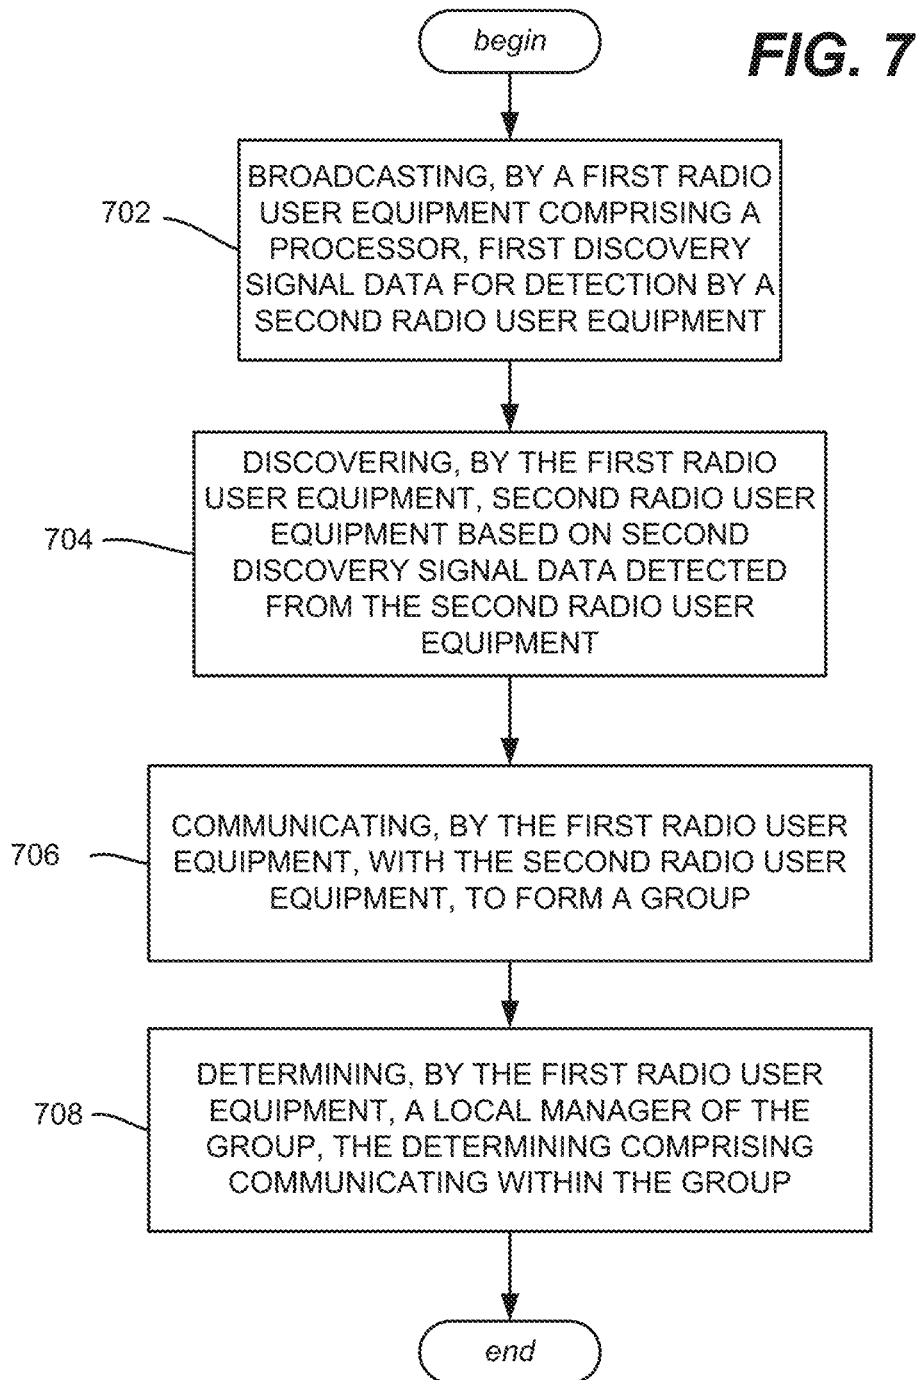 begin
FIG. 7
702
BROADCASTING, BY A FIRST RADIO
USER EQUIPMENT COMPRISING A
PROCESSOR, FIRST DISCOVERY
SIGNAL DATA FOR DETECTION BY A
SECOND RADIO USER EQUIPMENT
704
DISCOVERING, BY THE FIRST RADIO
USER EQUIPMENT, SECOND RADIO USER
EQUIPMENT BASED ON SECOND
DISCOVERY SIGNAL DATA DETECTED
FROM THE SECOND RADIO USER
EQUIPMENT
706
COMMUNICATING, BY THE FIRST RADIO USER
EQUIPMENT, WITH THE SECOND RADIO USER
EQUIPMENT, TO FORM A GROUP
708
DETERMINING, BY THE FIRST RADIO USER
EQUIPMENT, A LOCAL MANAGER OF THE
GROUP, THE DETERMINING COMPRISING
COMMUNICATING WITHIN THE GROUP
end